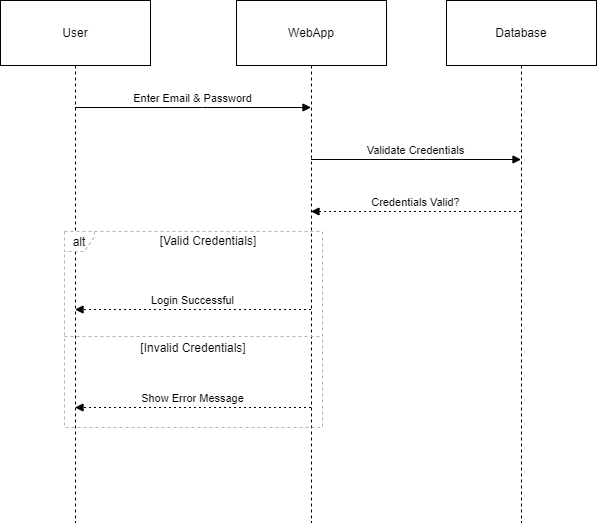 User
WebApp
Database
Enter Email & Password
Validate Credentials
Credentials Valid?
alt
[Valid Credentials]
Login Successful
[Invalid Credentials]
Show Error Message